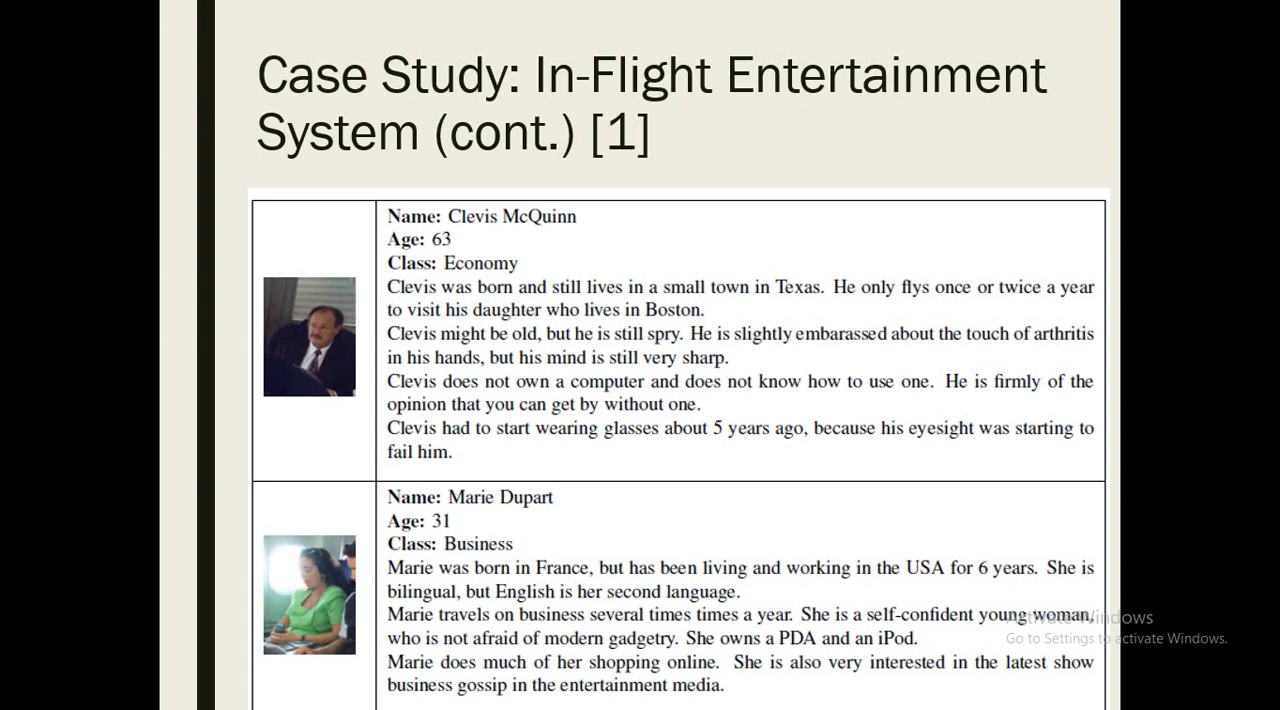 Case Study: In-Flight Entertainment
System (cont.) [1]
Name: Clevis McQuinn
Age: 63
Class: Economy
Clevis was born and still lives in a small town in Texas. He only flys once or twice a year
to visit his daughter who lives in Boston.
Clevis might be old, but he is still spry. He is slightly embarassed about the touch of arthritis
in his hands, but his mind is still very sharp.
Clevis does not own a computer and does not know how to use one. He is firmly of the
opinion that you can get by without one.
Clevis had to start wearing glasses about 5 years ago, because his eyesight was starting to
fail him.
Name: Marie Dupart
Age: 31
Class: Business
Marie was born in France, but has been living and working in the USA for 6 years. She is
bilingual, but English is her second language.
Marie travels on business several times times a year. She is a self-confident young woman,
who is not afraid of modern gadgetry. She owns a PDA and an iPod.
Marie does much of her shopping online. She is also very interested in the latest show
business gossip in the entertainment media.
Activate Windows
Go to Settings to activate Windows.